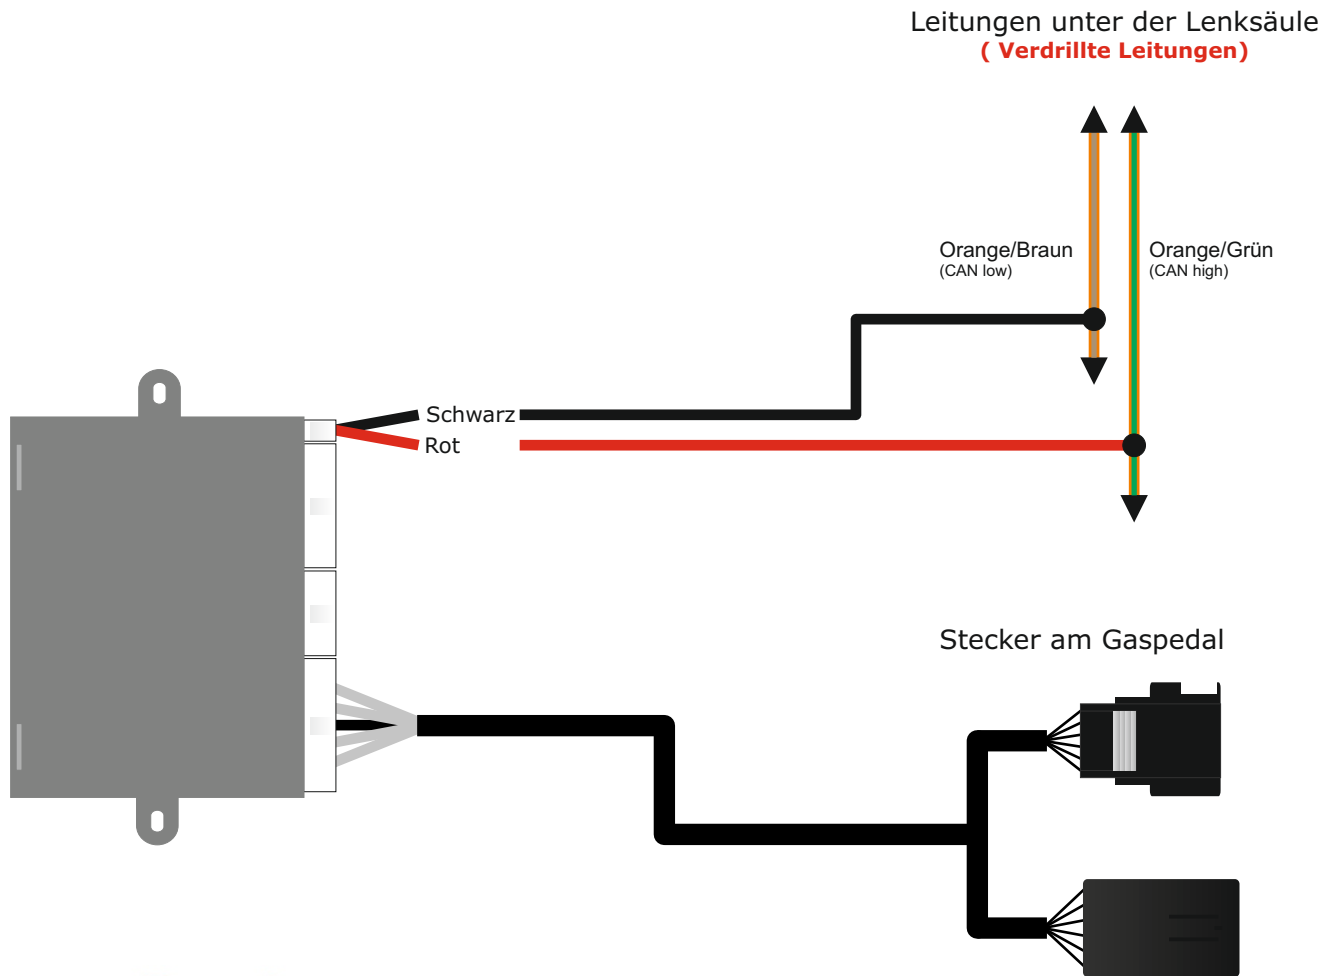 Leitungen unter der Lenksäule
( Verdrillte Leitungen)
Orange/Braun
(CAN low)
Orange/Grün
(CAN high)
Schwarz
Rot
Stecker am Gaspedal